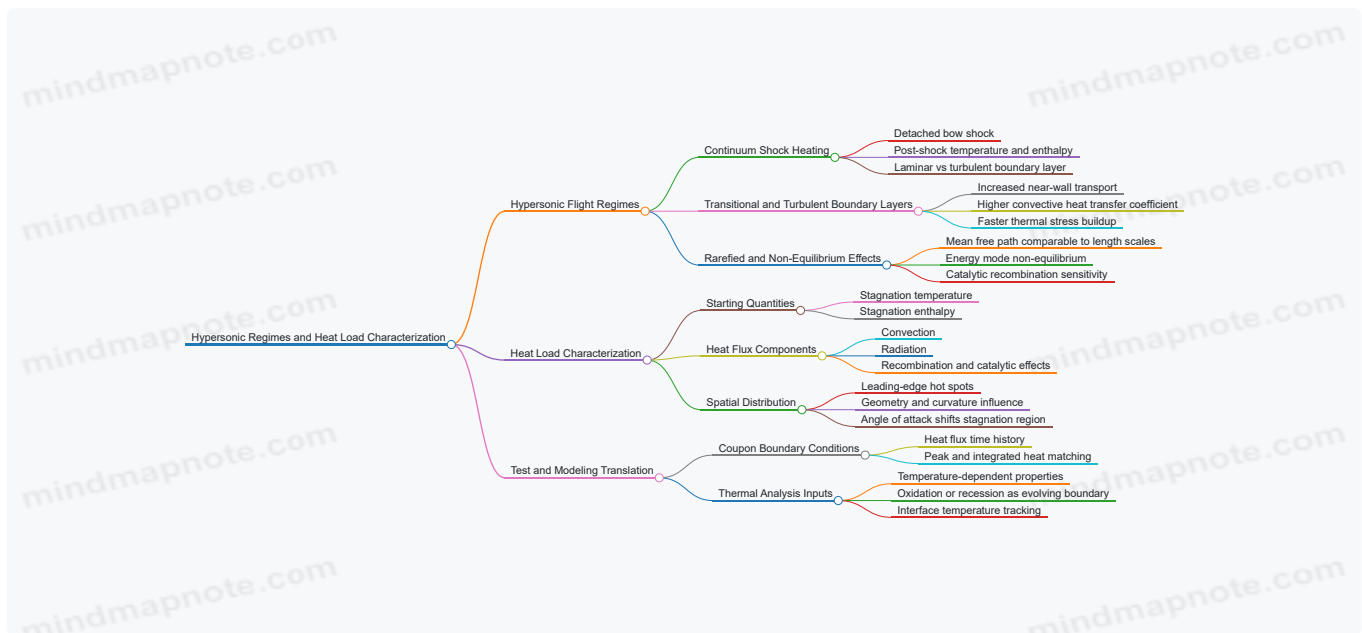 mindmapnote.com
mindmapnote.com
Detached bow shock
Continuum Shock Heating
Post-shock temperature and enthalpy
Laminar vs turbulent boundary layer
mindmapnote.com
mindmapnote.com
Increased near-wall transport
Hypersonic Flight Regimes
Transitional and Turbulent Boundary Layers
Higher convective heat transfer coefficient
Faster thermal stress buildup
Mean free path comparable to length scales
Rarefied and Non-Equilibrium Effects
Energy mode non-equilibrium
Catalytic recombination sensitivity
mindmapnote.com
mindmapnote.com
Starting Quantities
Stagnation temperature
Stagnation enthalpy
Hypersonic Regimes and Heat Load Characterization
Heat Load Characterization
Convection
Heat Flux Components
Radiation
Recombination and catalytic effects
Leading-edge hot spots
Spatial Distribution
Geometry and curvature influence
Angle of attack shifts stagnation region
mindmapnote.com
mindmapnote.com
Heat flux time history
Coupon Boundary Conditions
Peak and integrated heat matching
Test and Modeling Translation
Temperature-dependent properties
Thermal Analysis Inputs
Oxidation or recession as evolving boundary
Interface temperature tracking
mindmapnote.com
mindmapnote.com